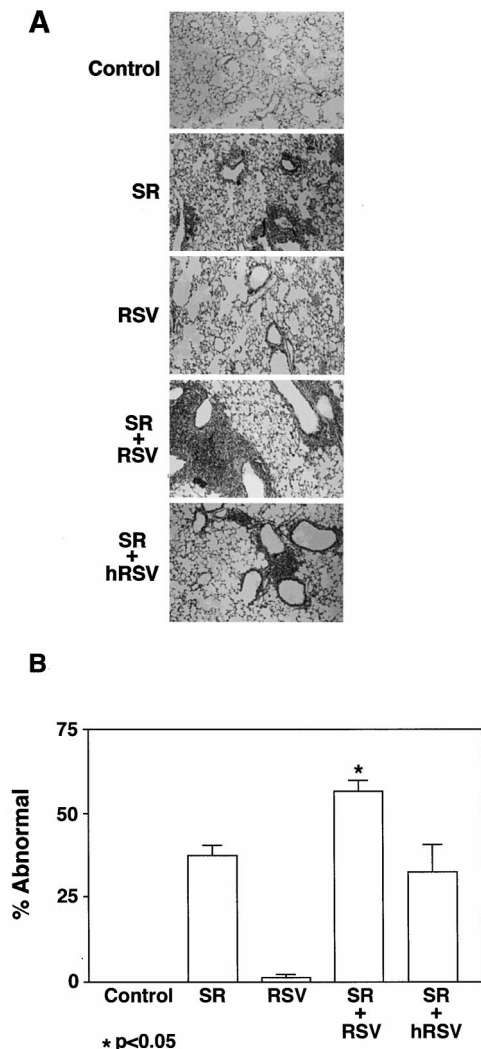 A
Control
SR
RSV
SR
+
RSV
SR
+
hRSV
B
75
50
25
0
% Abnormal
*
Control SR RSV SR + RSV SR + hRSV
* p<0.05